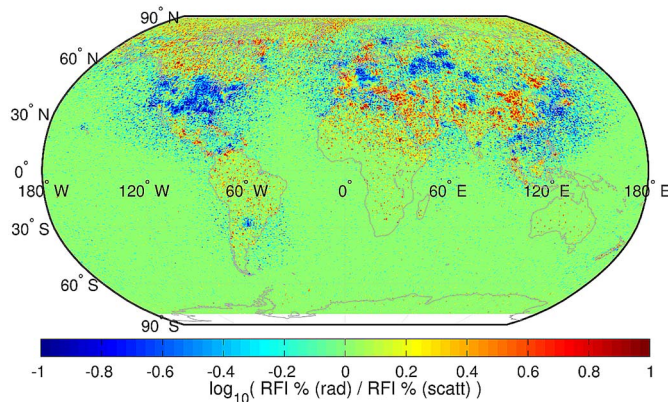 90° N
60° N
30° N
0°
180° W 120° W 60° W 0° 60° E 120° E 180° E
30° S
60° S
90° S
-1 -0.8 -0.6 -0.4 -0.2 0 0.2 0.4 0.6 0.8 1
log10( RFI % (rad) / RFI % (scatt) )